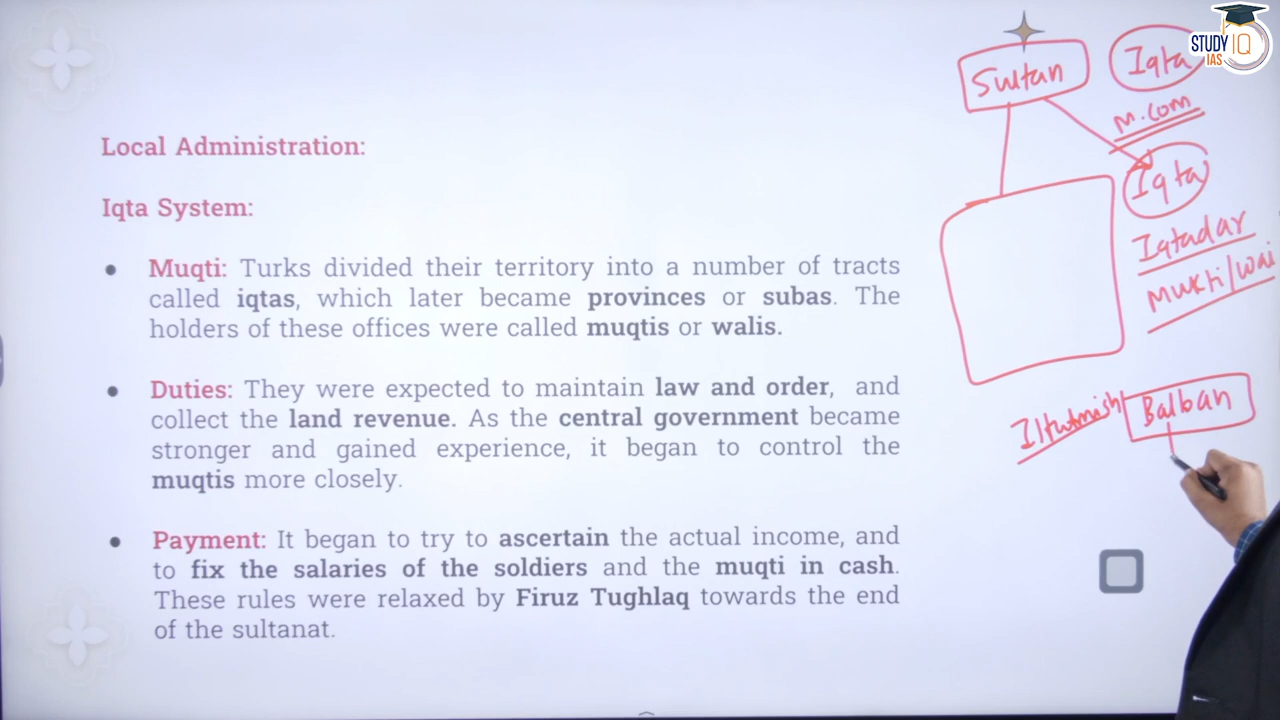 Local Administration:
Iqta System:
Muqti: Turks divided their territory into a number of tracts
called iqtas, which later became provinces or subas. The
holders of these offices were called muqtis or walis.
Duties: They were expected to maintain law and order, and
collect the land revenue. As the central government became
stronger and gained experience, it began to control the
muqtis more closely.
Payment: It began to try to ascertain the actual income, and
to fix the salaries of the soldiers and the muqti in cash.
These rules were relaxed by Firuz Tughlaq towards the end
of the sultanat.
Sultan
Iqta
M.Com
Iqta
Iqtadar
Mukti/Wali
Iltutmish
Balban
STUDY IQ
IAS